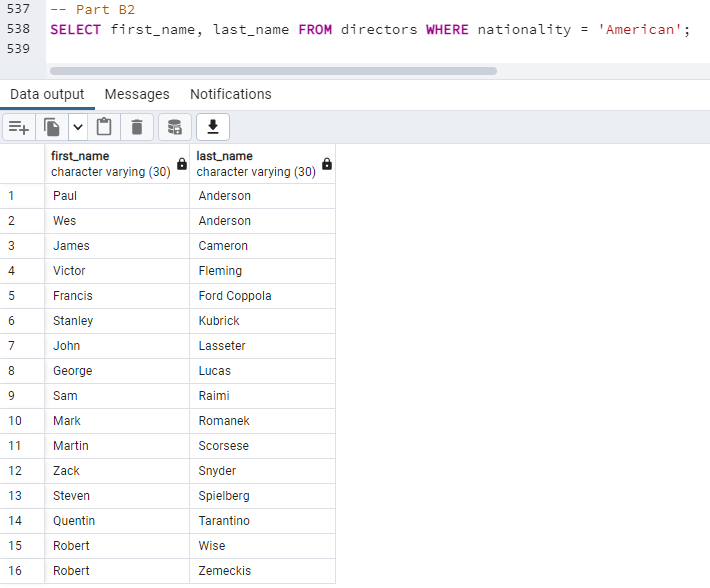 537 -- Part B2
538 SELECT first_name, last_name FROM directors WHERE nationality = 'American';
539
Data output Messages Notifications
first_name last_name
character varying (30) character varying (30)
1 Paul Anderson
2 Wes Anderson
3 James Cameron
4 Victor Fleming
5 Francis Ford Coppola
6 Stanley Kubrick
7 John Lasseter
8 George Lucas
9 Sam Raimi
10 Mark Romanek
11 Martin Scorsese
12 Zack Snyder
13 Steven Spielberg
14 Quentin Tarantino
15 Robert Wise
16 Robert Zemeckis